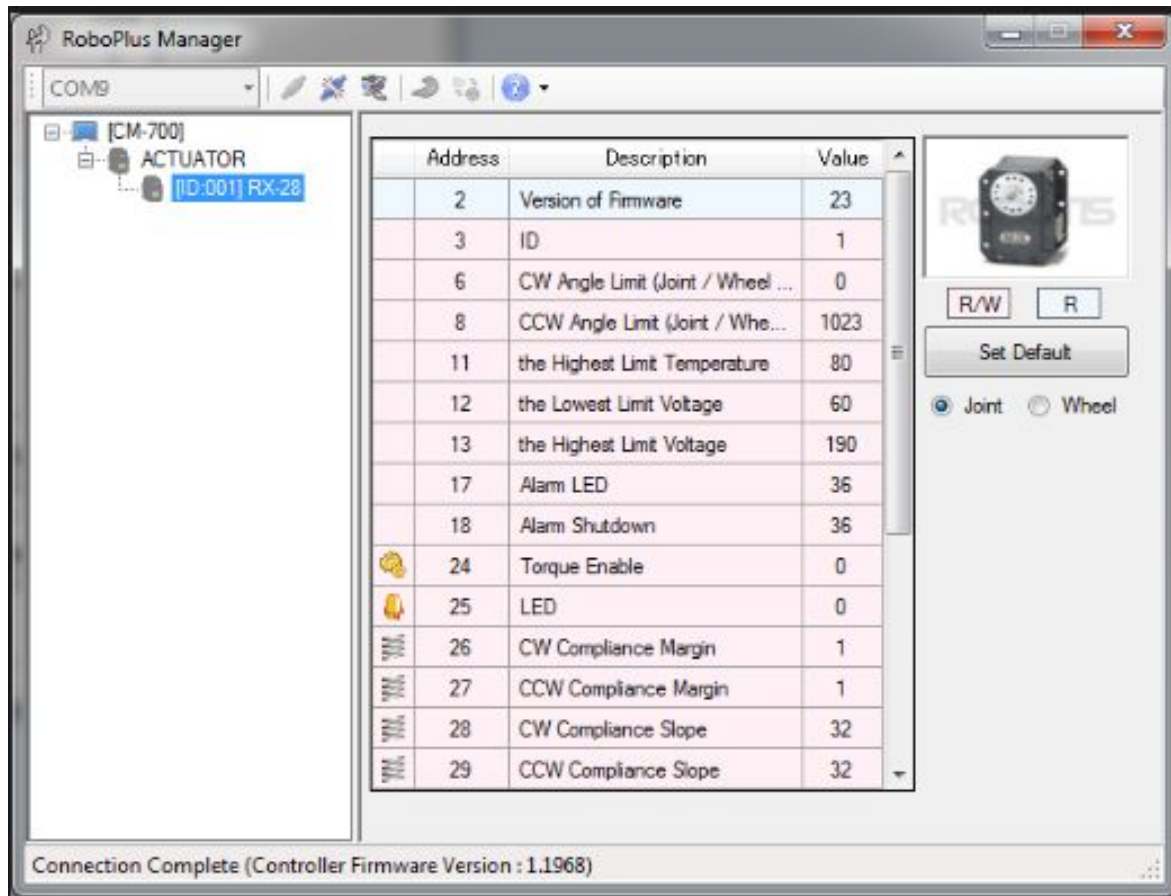 RoboPlus Manager
COM9
[CM-700]
ACTUATOR
[ID:001] RX-28
Address Description Value
2 Version of Firmware 23
3 ID 1
6 CW Angle Limit (Joint / Wheel ... 0
8 CCW Angle Limit (Joint / Whe... 1023
11 the Highest Limit Temperature 80
12 the Lowest Limit Voltage 60
13 the Highest Limit Voltage 190
17 Alarm LED 36
18 Alarm Shutdown 36
24 Torque Enable 0
25 LED 0
26 CW Compliance Margin 1
27 CCW Compliance Margin 1
28 CW Compliance Slope 32
29 CCW Compliance Slope 32
R/W R
Set Default
Joint Wheel
Connection Complete (Controller Firmware Version : 1.1968)